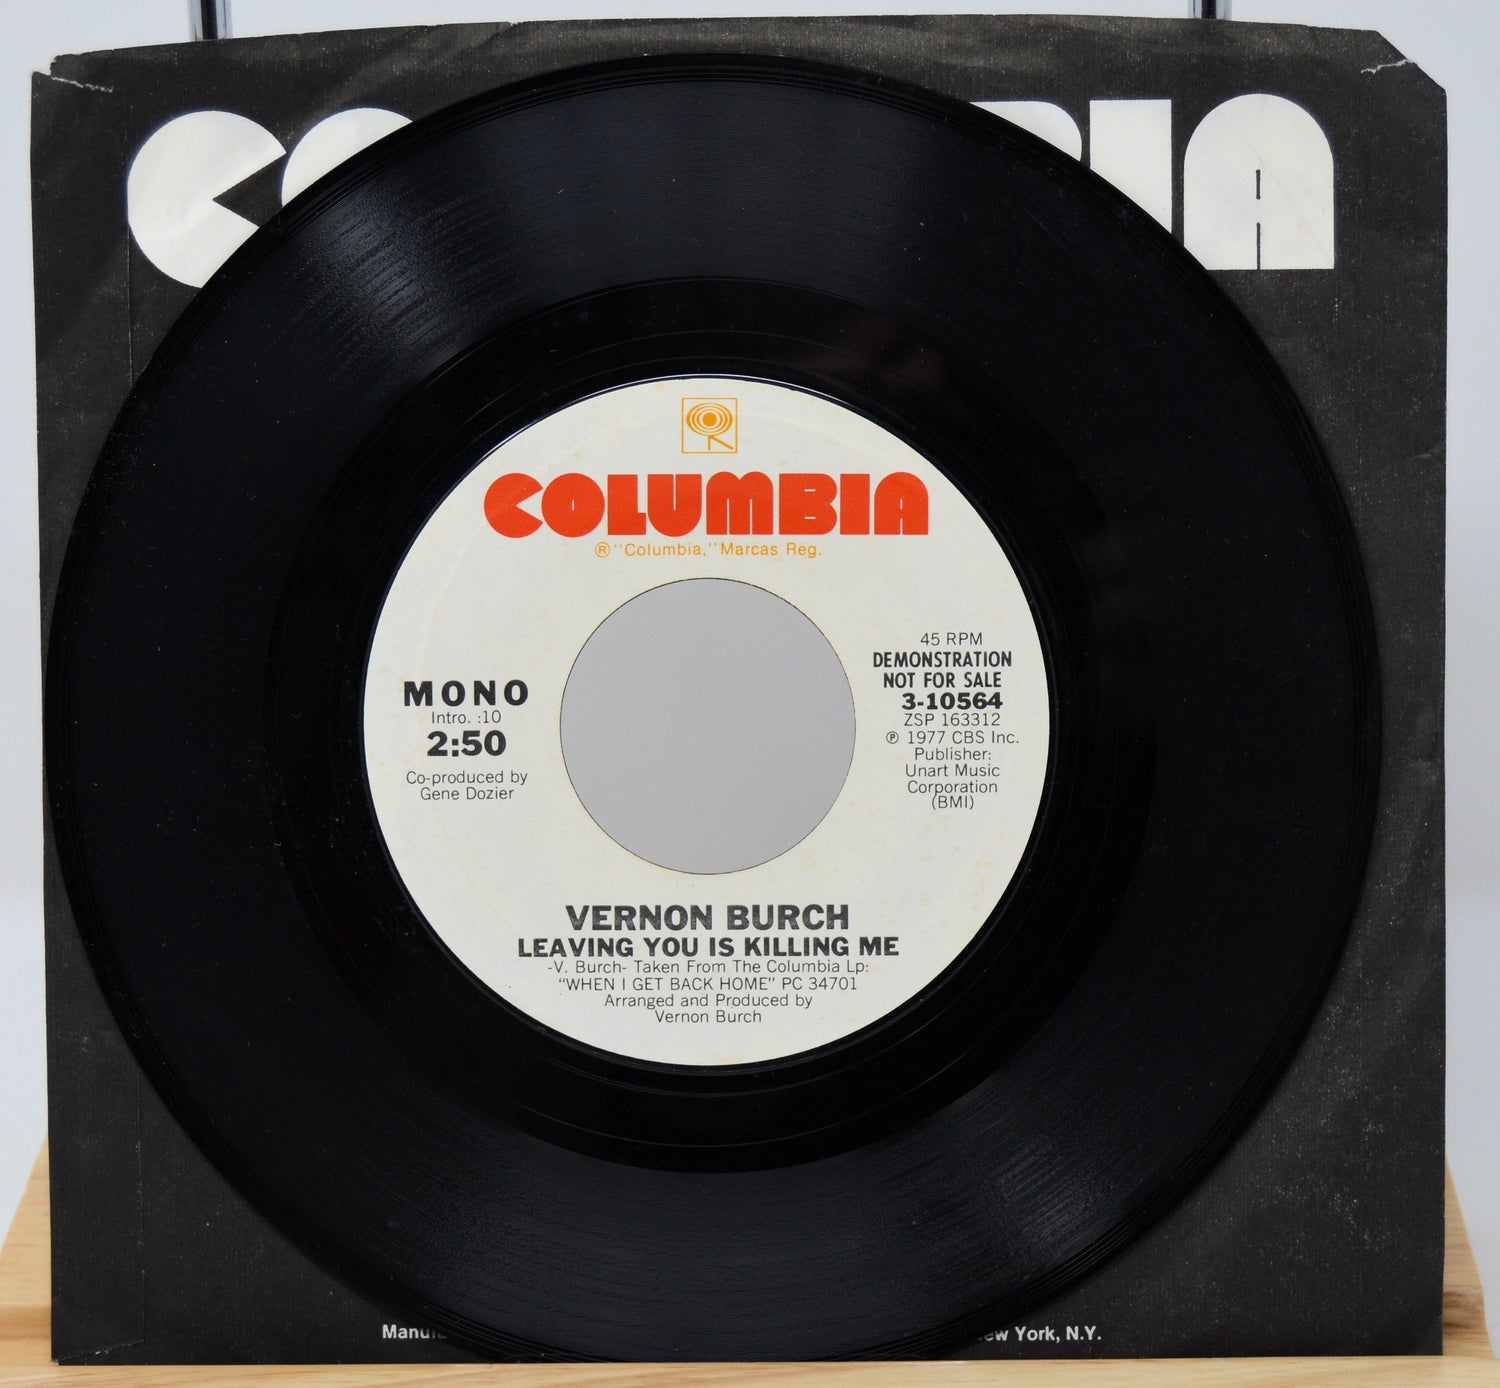 COLUMBIA
® "Columbia," Marcas Reg.
MONO
Intro. :10
2:50
Co-produced by
Gene Dozier
45 RPM
DEMONSTRATION
NOT FOR SALE
3-10564
ZSP 163312
℗ 1977 CBS Inc.
Publisher:
Unart Music
Corporation
(BMI)
VERNON BURCH
LEAVING YOU IS KILLING ME
-V. Burch- Taken From The Columbia Lp:
"WHEN I GET BACK HOME" PC 34701
Arranged and Produced by
Vernon Burch
York, N.Y.